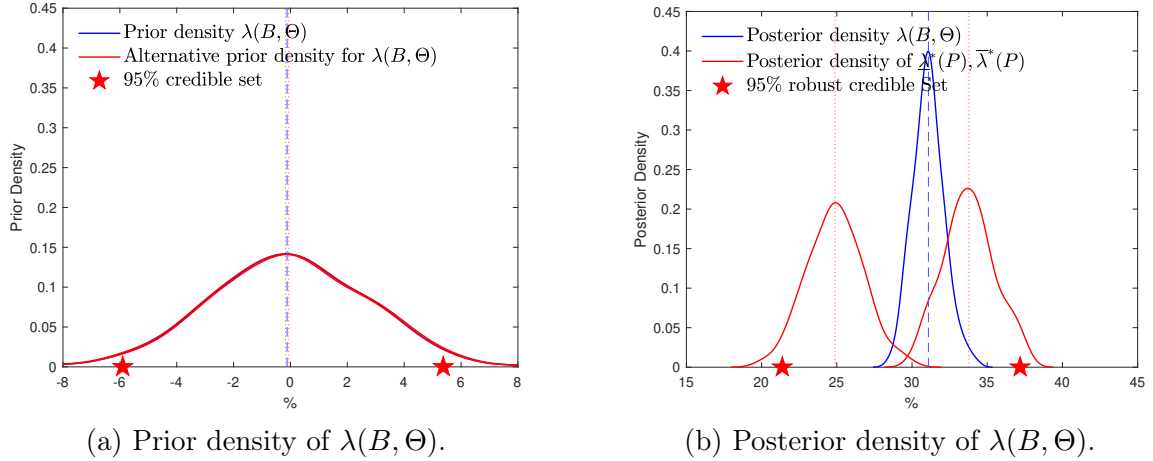 0.45
0.4
0.35
0.3
0.25
0.2
0.15
0.1
0.05
0
Prior Density
Prior density λ(B, Θ)
Alternative prior density for λ(B, Θ)
95% credible set
-8 -6 -4 -2 0 2 4 6 8
%
(a) Prior density of λ(B, Θ).
0.45
0.4
0.35
0.3
0.25
0.2
0.15
0.1
0.05
0
Posterior Density
Posterior density λ(B, Θ)
Posterior density of λ̲*(P), λ̅*(P)
95% robust credible Set
15 20 25 30 35 40 45
%
(b) Posterior density of λ(B, Θ).